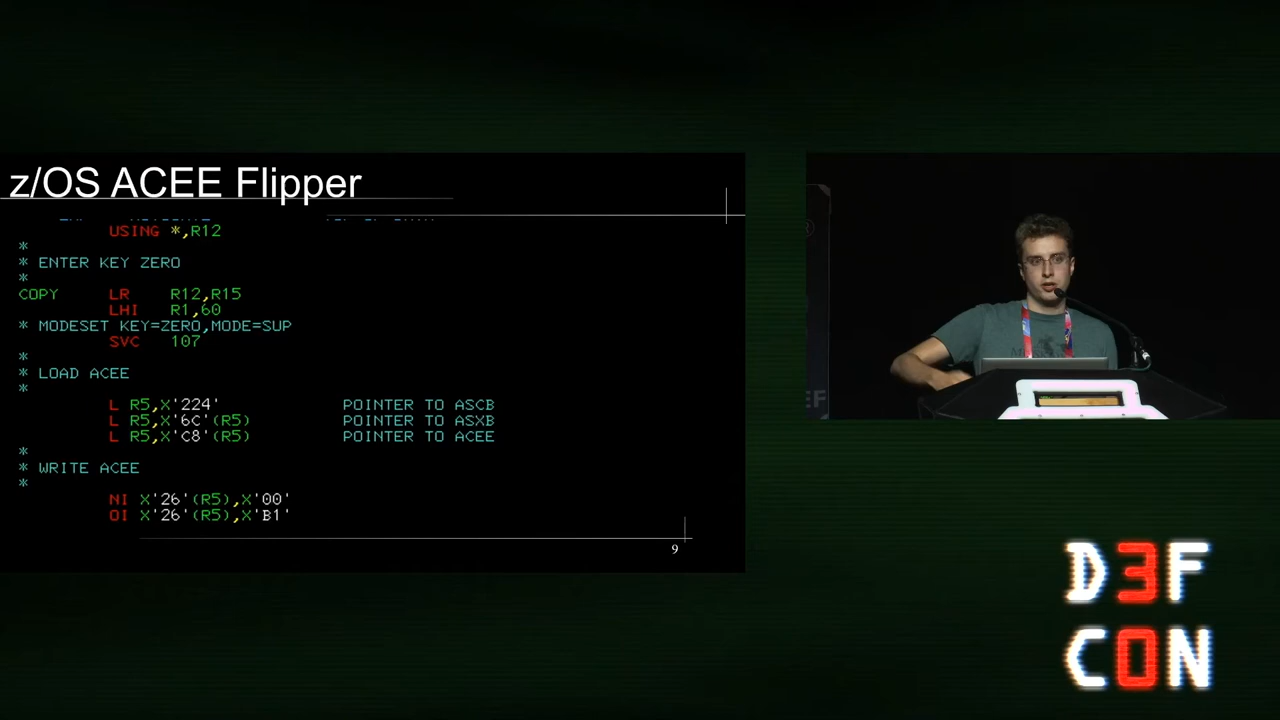 z/OS ACEE Flipper
USING *,R12
*
* ENTER KEY ZERO
*
COPY LR R12,R15
LHI R1,60
* MODESET KEY=ZERO,MODE=SUP
SVC 107
*
* LOAD ACEE
*
L R5,X'224' POINTER TO ASCB
L R5,X'6C'(R5) POINTER TO ASXB
L R5,X'C8'(R5) POINTER TO ACEE
*
* WRITE ACEE
*
NI X'26'(R5),X'00'
OI X'26'(R5),X'B1'
9
D3F
C0N